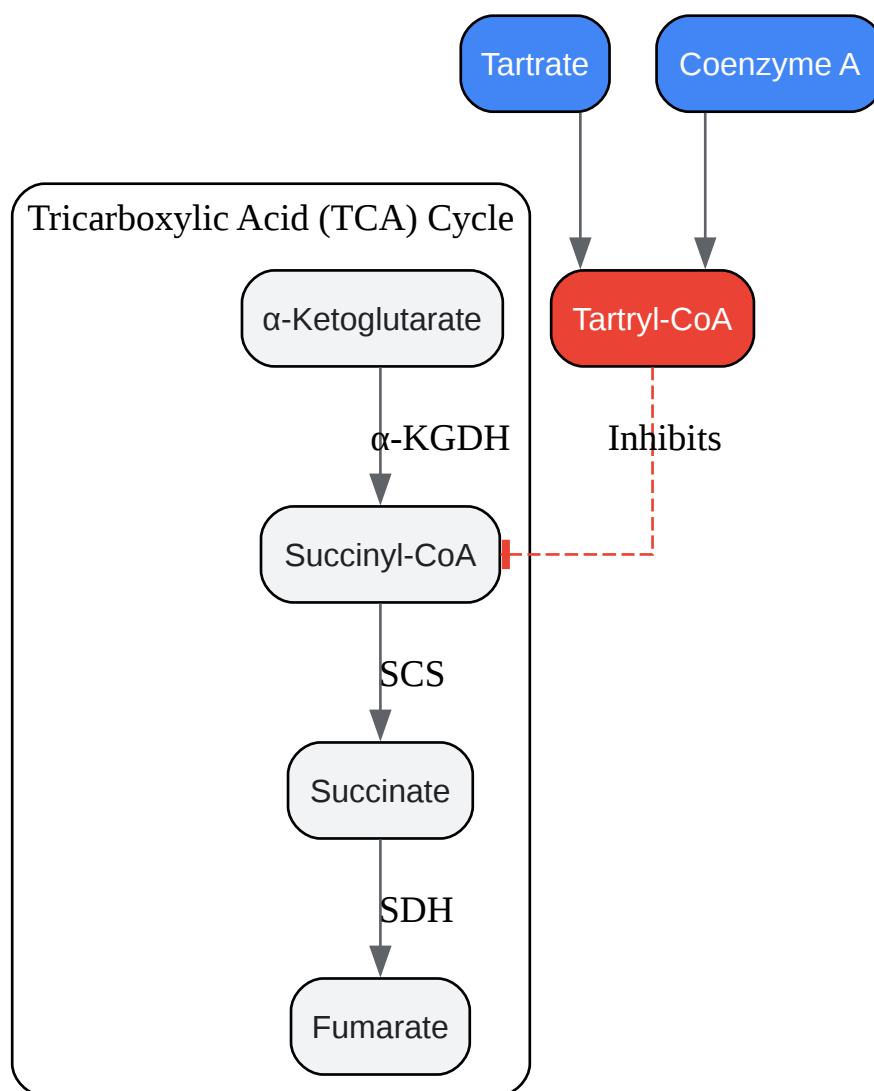 Tartrate
Coenzyme A
Tricarboxylic Acid (TCA) Cycle
α-Ketoglutarate
Tartryl-CoA
α-KGDH
Inhibits
Succinyl-CoA
SCS
Succinate
SDH
Fumarate